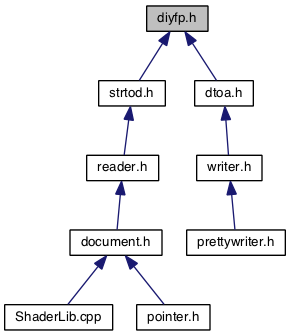 diyfp.h
strtod.h
dtoa.h
reader.h
writer.h
document.h
prettywriter.h
ShaderLib.cpp
pointer.h